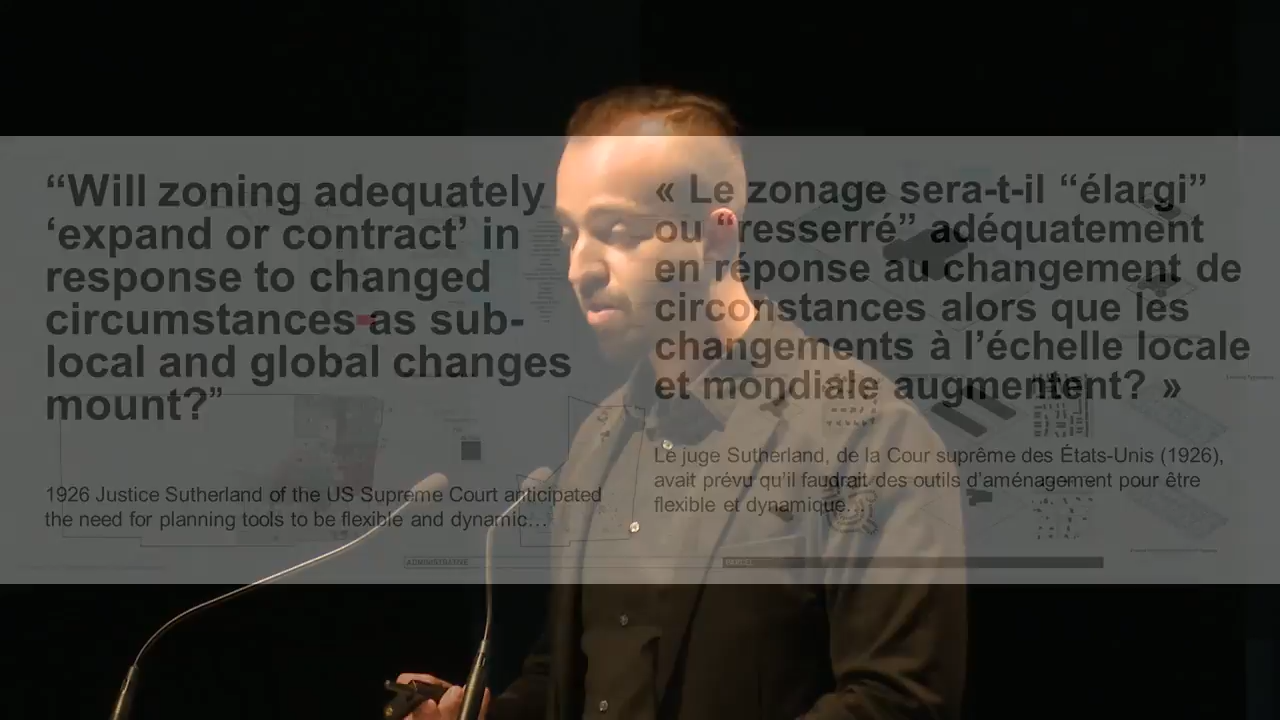 “Will zoning adequately
‘expand or contract’ in
response to changed
circumstances as sub-
local and global changes
mount?”
1926 Justice Sutherland of the US Supreme Court anticipated
the need for planning tools to be flexible and dynamic…
« Le zonage sera-t-il “élargi”
ou “resserré” adéquatement
en réponse au changement de
circonstances alors que les
changements à l’échelle locale
et mondiale augmentent? »
Le juge Sutherland, de la Cour suprême des États-Unis (1926),
avait prévu qu’il faudrait des outils d’aménagement pour être
flexible et dynamique…
ADMINISTRATIVE